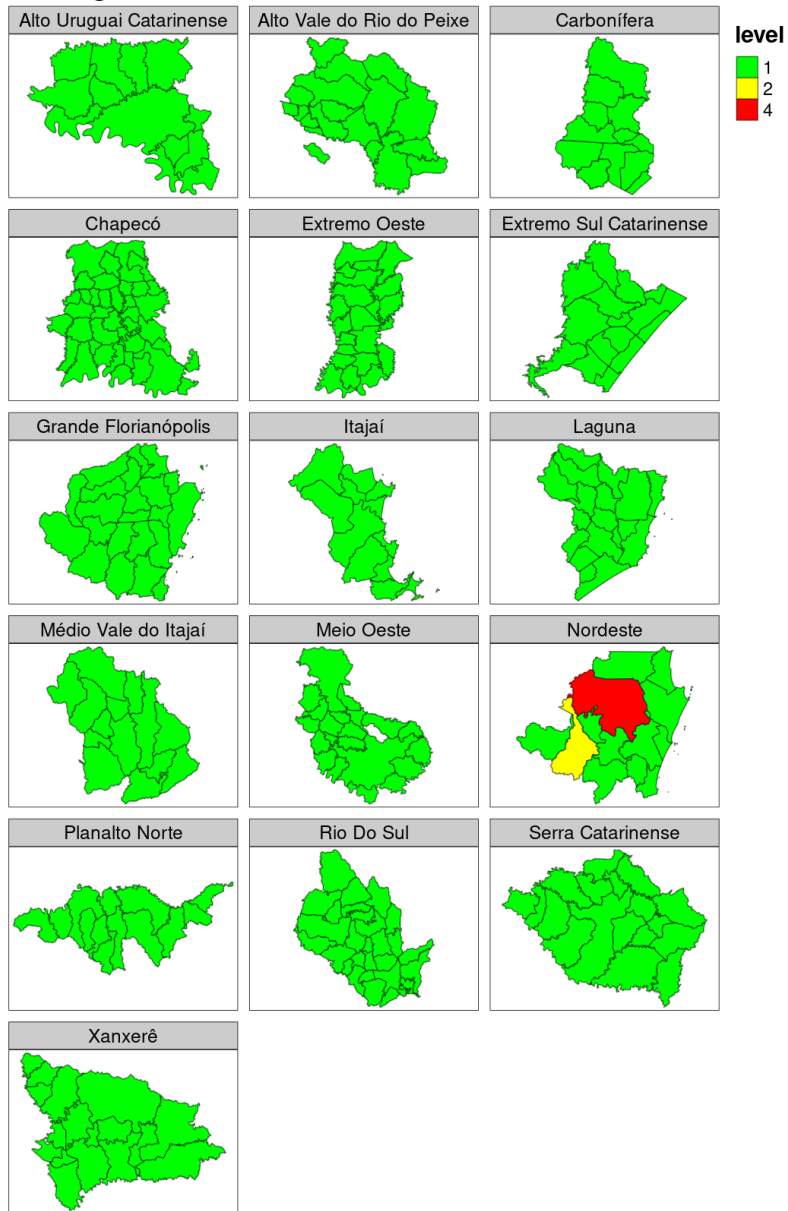 Alto Uruguai Catarinense
Alto Vale do Rio do Peixe
Carbonífera
level
1
2
4
Chapecó
Extremo Oeste
Extremo Sul Catarinense
Grande Florianópolis
Itajaí
Laguna
Médio Vale do Itajaí
Meio Oeste
Nordeste
Planalto Norte
Rio Do Sul
Serra Catarinense
Xanxerê